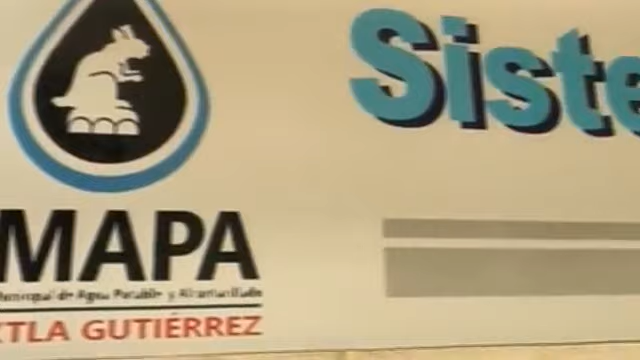 Siste
MAPA
Municipal de Agua Potable y Alcantarillado
XTLA GUTIÉRREZ